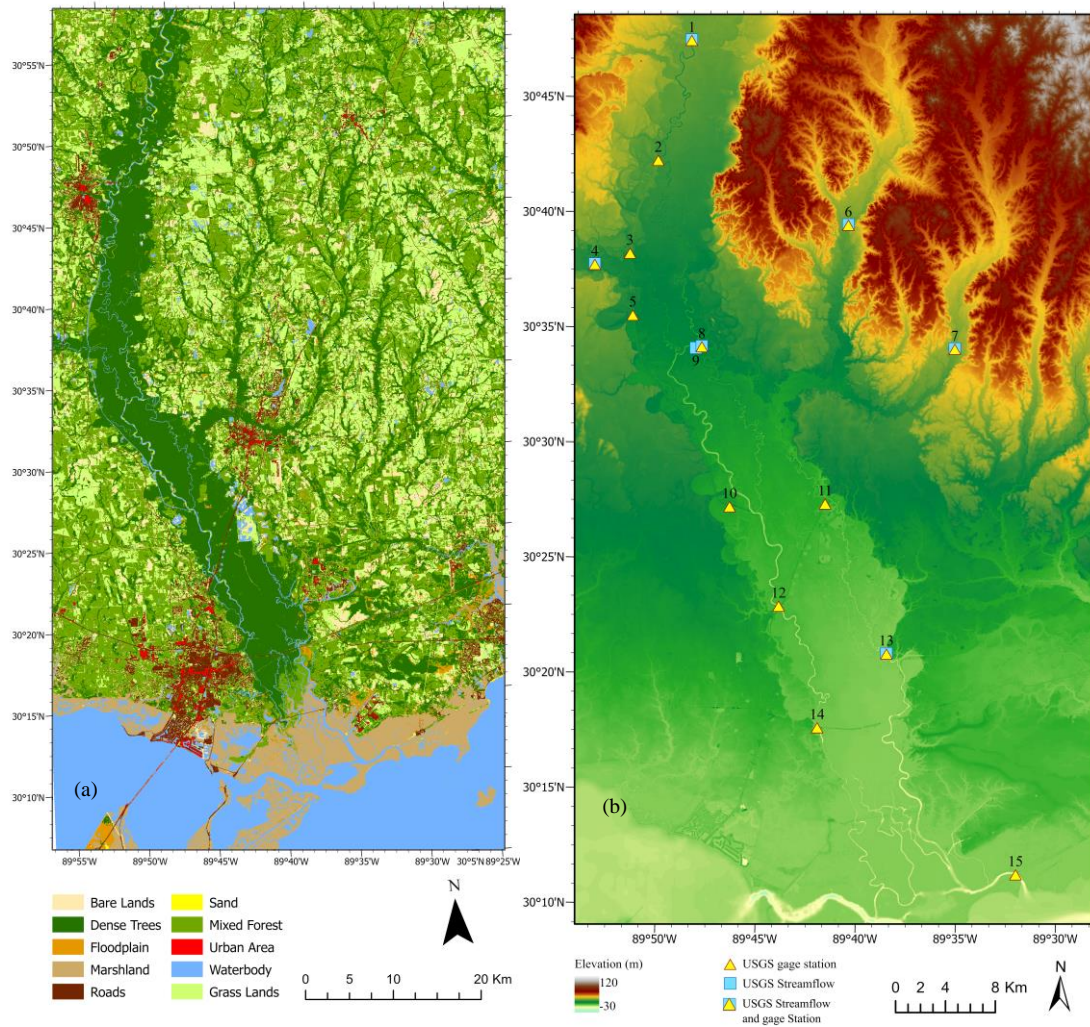 30°55'N
30°50'N
30°45'N
30°40'N
30°35'N
30°30'N
30°25'N
30°20'N
30°15'N
30°10'N
(a)
89°55'W 89°50'W 89°45'W 89°40'W 89°35'W 89°30'W 30°5'N 89°25'W
Bare Lands
Dense Trees
Floodplain
Marshland
Roads
Sand
Mixed Forest
Urban Area
Waterbody
Grass Lands
N
0 5 10 20 Km
30°45'N
30°40'N
30°35'N
30°30'N
30°25'N
30°20'N
30°15'N
30°10'N
1
2
3
4
5
6
7
8
9
10
11
12
13
14
15
(b)
89°50'W 89°45'W 89°40'W 89°35'W 89°30'W
Elevation (m)
120
-30
USGS gage station
USGS Streamflow
USGS Streamflow
and gage Station
0 2 4 8 Km
N